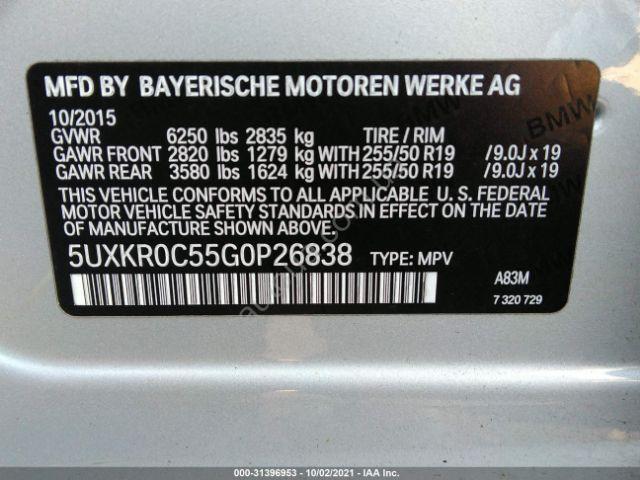 MFD BY BAYERISCHE MOTOREN WERKE AG
10/2015
GVWR 6250 lbs 2835 kg TIRE / RIM
GAWR FRONT 2820 lbs 1279 kg WITH 255/50 R19 /9.0J x 19
GAWR REAR 3580 lbs 1624 kg WITH 255/50 R19 /9.0J x 19
THIS VEHICLE CONFORMS TO ALL APPLICABLE U. S. FEDERAL
MOTOR VEHICLE SAFETY STANDARDS IN EFFECT ON THE DATE
OF MANUFACTURE SHOWN ABOVE.
5UXKR0C55G0P26838 TYPE: MPV
A83M
7 320 729
BMW
BMW
000-31396953 - 10/02/2021 - IAA Inc.